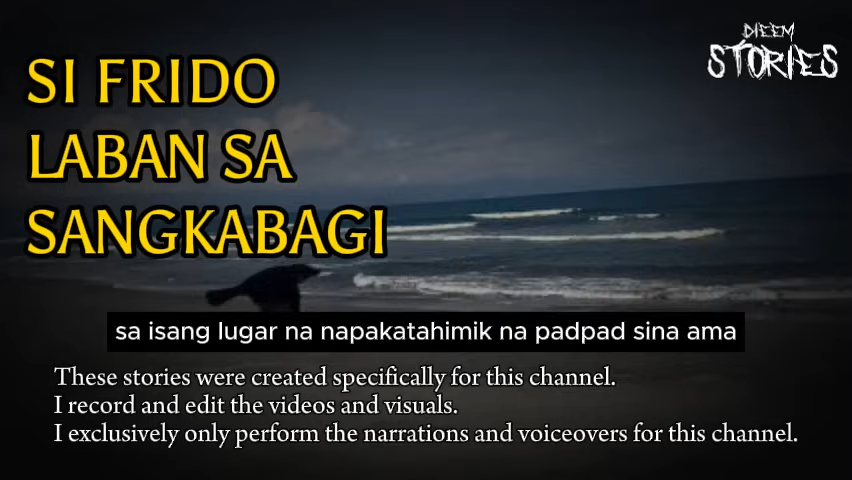 DIEEM
STORIES
SI FRIDO
LABAN SA
SANGKABAGI
sa isang lugar na napakatahimik na padpad sina ama
These stories were created specifically for this channel.
I record and edit the videos and visuals.
I exclusively only perform the narrations and voiceovers for this channel.